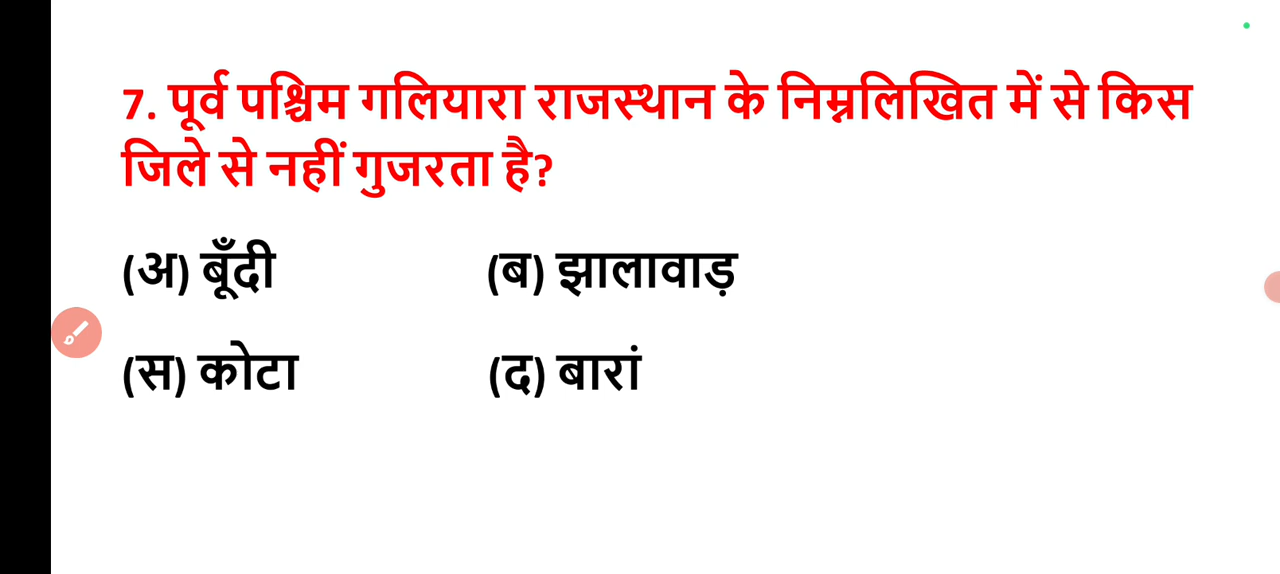 7. पूर्व पश्चिम गलियारा राजस्थान के निम्नलिखित में से किस
जिले से नहीं गुजरता है?
(अ) बूँदी (ब) झालावाड़
(स) कोटा (द) बारां